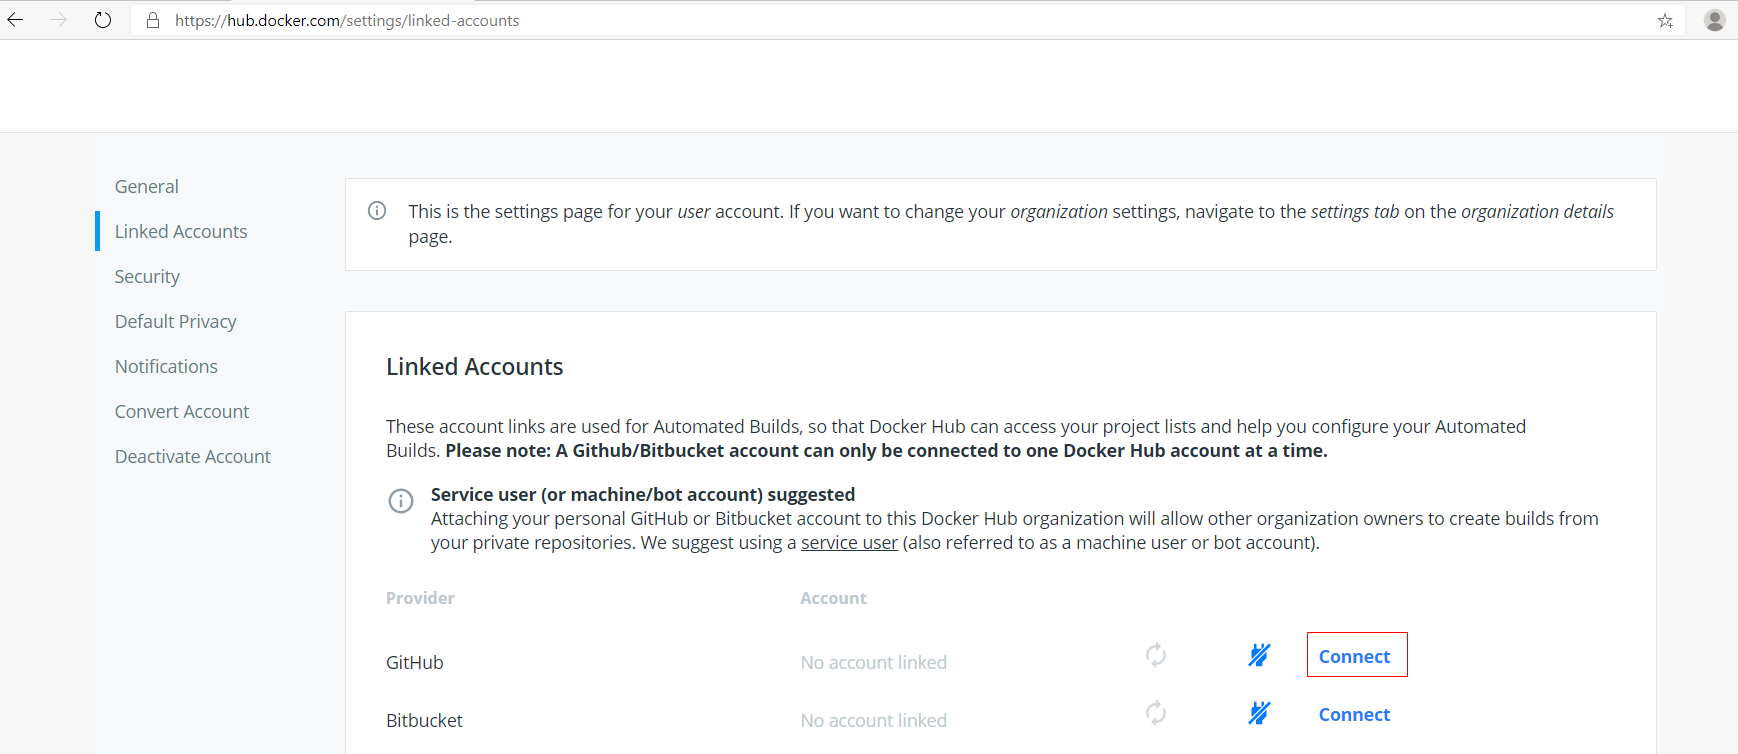 https://hub.docker.com/settings/linked-accounts
General
Linked Accounts
Security
Default Privacy
Notifications
Convert Account
Deactivate Account
This is the settings page for your user account. If you want to change your organization settings, navigate to the settings tab on the organization details
page.
Linked Accounts
These account links are used for Automated Builds, so that Docker Hub can access your project lists and help you configure your Automated
Builds. Please note: A Github/Bitbucket account can only be connected to one Docker Hub account at a time.
Service user (or machine/bot account) suggested
Attaching your personal GitHub or Bitbucket account to this Docker Hub organization will allow other organization owners to create builds from
your private repositories. We suggest using a service user (also referred to as a machine user or bot account).
Provider Account
GitHub No account linked Connect
Bitbucket No account linked Connect